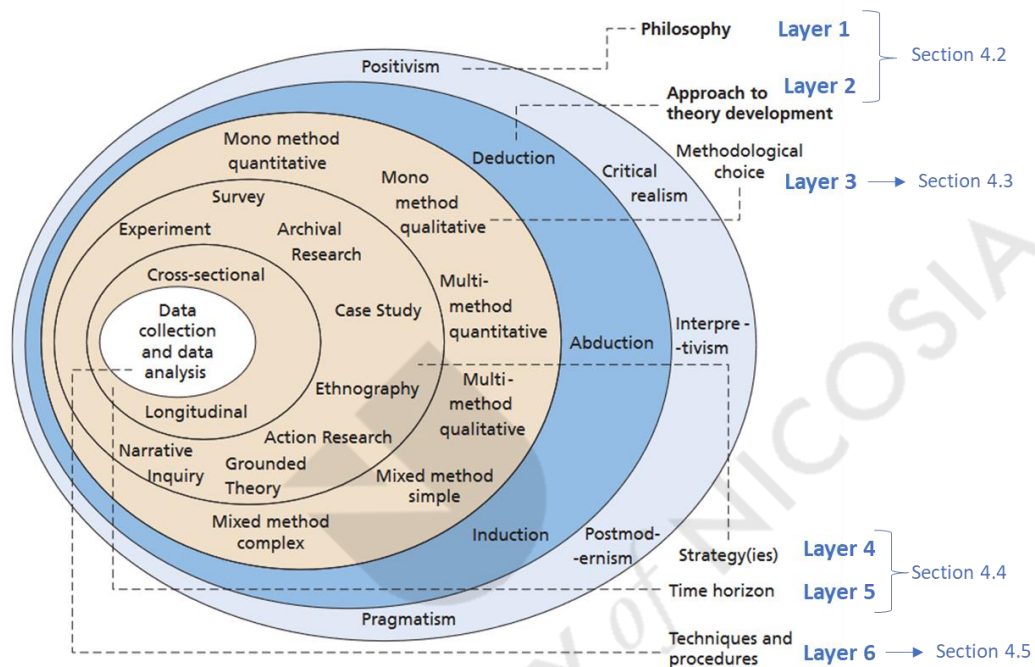 Philosophy
Layer 1
Section 4.2
Positivism
Layer 2
Approach to
theory development
Mono method
quantitative
Deduction
Methodological
choice
Layer 3
Section 4.3
Critical
realism
Mono
method
qualitative
Survey
Experiment
Archival
Research
Cross-sectional
Multi-
method
quantitative
Case Study
Data
collection
and data
analysis
Abduction
Interpre -
-tivism
Ethnography
Multi-
method
qualitative
Longitudinal
Action Research
Narrative
Inquiry
Grounded
Theory
Mixed method
simple
Mixed method
complex
Induction
Postmod-
-ernism
Strategy(ies)
Layer 4
Section 4.4
Time horizon
Layer 5
Pragmatism
Techniques and
procedures
Layer 6
Section 4.5
of NICOSIA